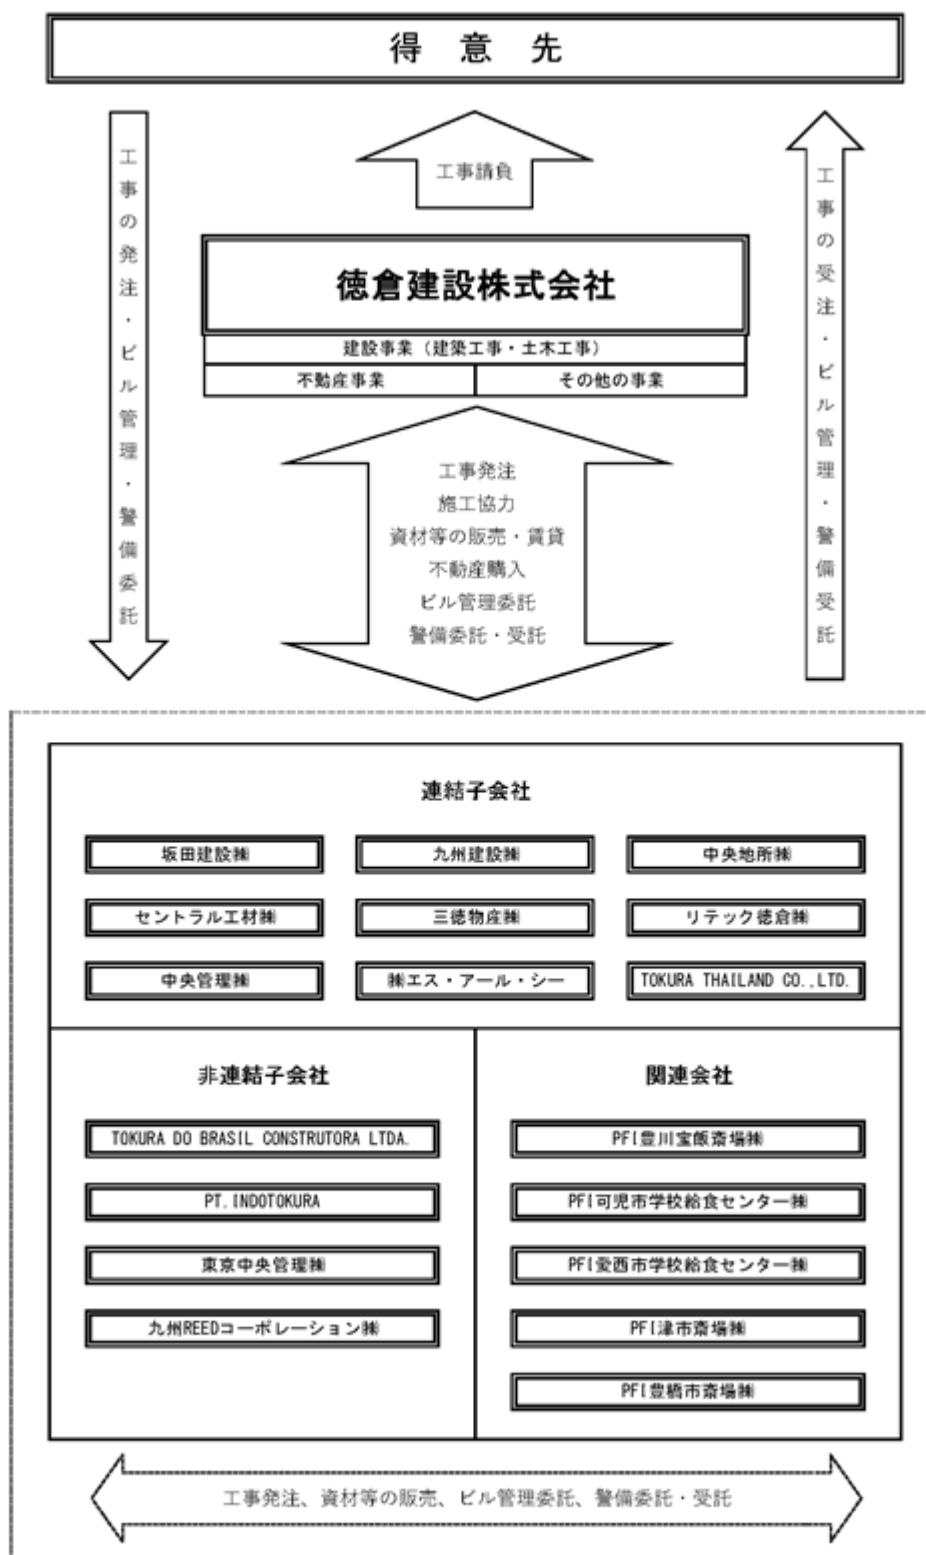 得意先
工事請負
工事の発注・ビル管理・警備委託
工事の受注・ビル管理・警備受託
徳倉建設株式会社
建設事業（建築工事・土木工事）
不動産事業
その他の事業
工事発注
施工協力
資材等の販売・賃貸
不動産購入
ビル管理委託
警備委託・受託
連結子会社
坂田建設㈱
九州建設㈱
中央地所㈱
セントラル工材㈱
三徳物産㈱
リテック徳倉㈱
中央管理㈱
㈱エス・アール・シー
TOKURA THAILAND CO.,LTD.
非連結子会社
TOKURA DO BRASIL CONSTRUTORA LTDA.
PT.INDOTOKURA
東京中央管理㈱
九州REEDコーポレーション㈱
関連会社
PFI豊川宝飯斎場㈱
PFI可児市学校給食センター㈱
PFI愛西市学校給食センター㈱
PFI津市斎場㈱
PFI豊橋市斎場㈱
工事発注、資材等の販売、ビル管理委託、警備委託・受託